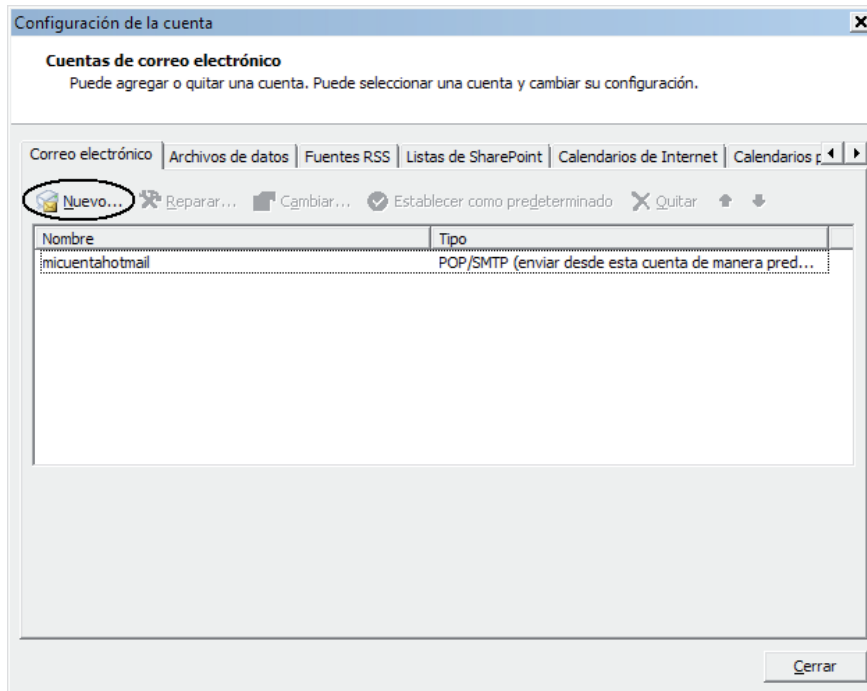 Configuración de la cuenta
Cuentas de correo electrónico
Puede agregar o quitar una cuenta. Puede seleccionar una cuenta y cambiar su configuración.
Correo electrónico Archivos de datos Fuentes RSS Listas de SharePoint Calendarios de Internet Calendarios
Nuevo... Reparar... Cambiar... Establecer como predeterminado Quitar
Nombre Tipo
micuentahotmail POP/SMTP (enviar desde esta cuenta de manera pred...
Cerrar